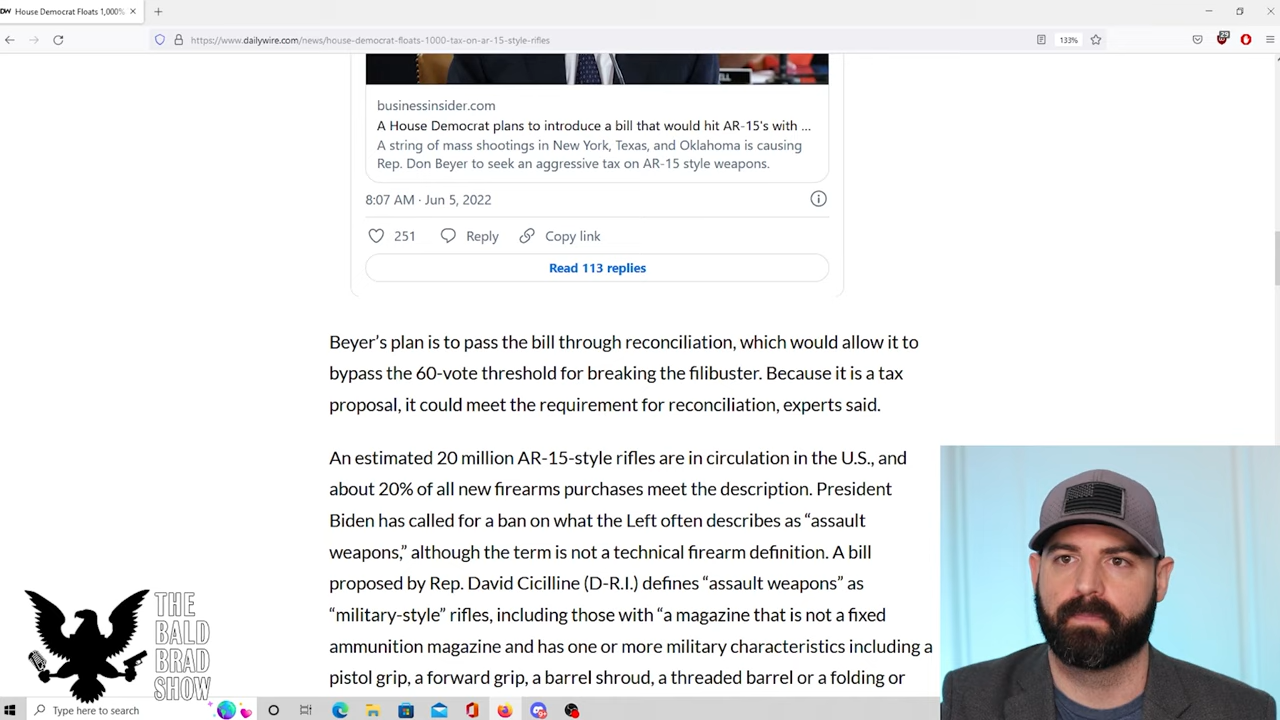 House Democrat Floats 1,000%
https://www.dailywire.com/news/house-democrat-floats-1000-tax-on-ar-15-style-rifles
133%
businessinsider.com
A House Democrat plans to introduce a bill that would hit AR-15's with ...
A string of mass shootings in New York, Texas, and Oklahoma is causing
Rep. Don Beyer to seek an aggressive tax on AR-15 style weapons.
8:07 AM · Jun 5, 2022
251 Reply Copy link
Read 113 replies
Beyer’s plan is to pass the bill through reconciliation, which would allow it to
bypass the 60-vote threshold for breaking the filibuster. Because it is a tax
proposal, it could meet the requirement for reconciliation, experts said.
An estimated 20 million AR-15-style rifles are in circulation in the U.S., and
about 20% of all new firearms purchases meet the description. President
Biden has called for a ban on what the Left often describes as “assault
weapons,” although the term is not a technical firearm definition. A bill
proposed by Rep. David Cicilline (D-R.I.) defines “assault weapons” as
“military-style” rifles, including those with “a magazine that is not a fixed
ammunition magazine and has one or more military characteristics including a
pistol grip, a forward grip, a barrel shroud, a threaded barrel or a folding or
THE
BALD
BRAD
SHOW
Type here to search